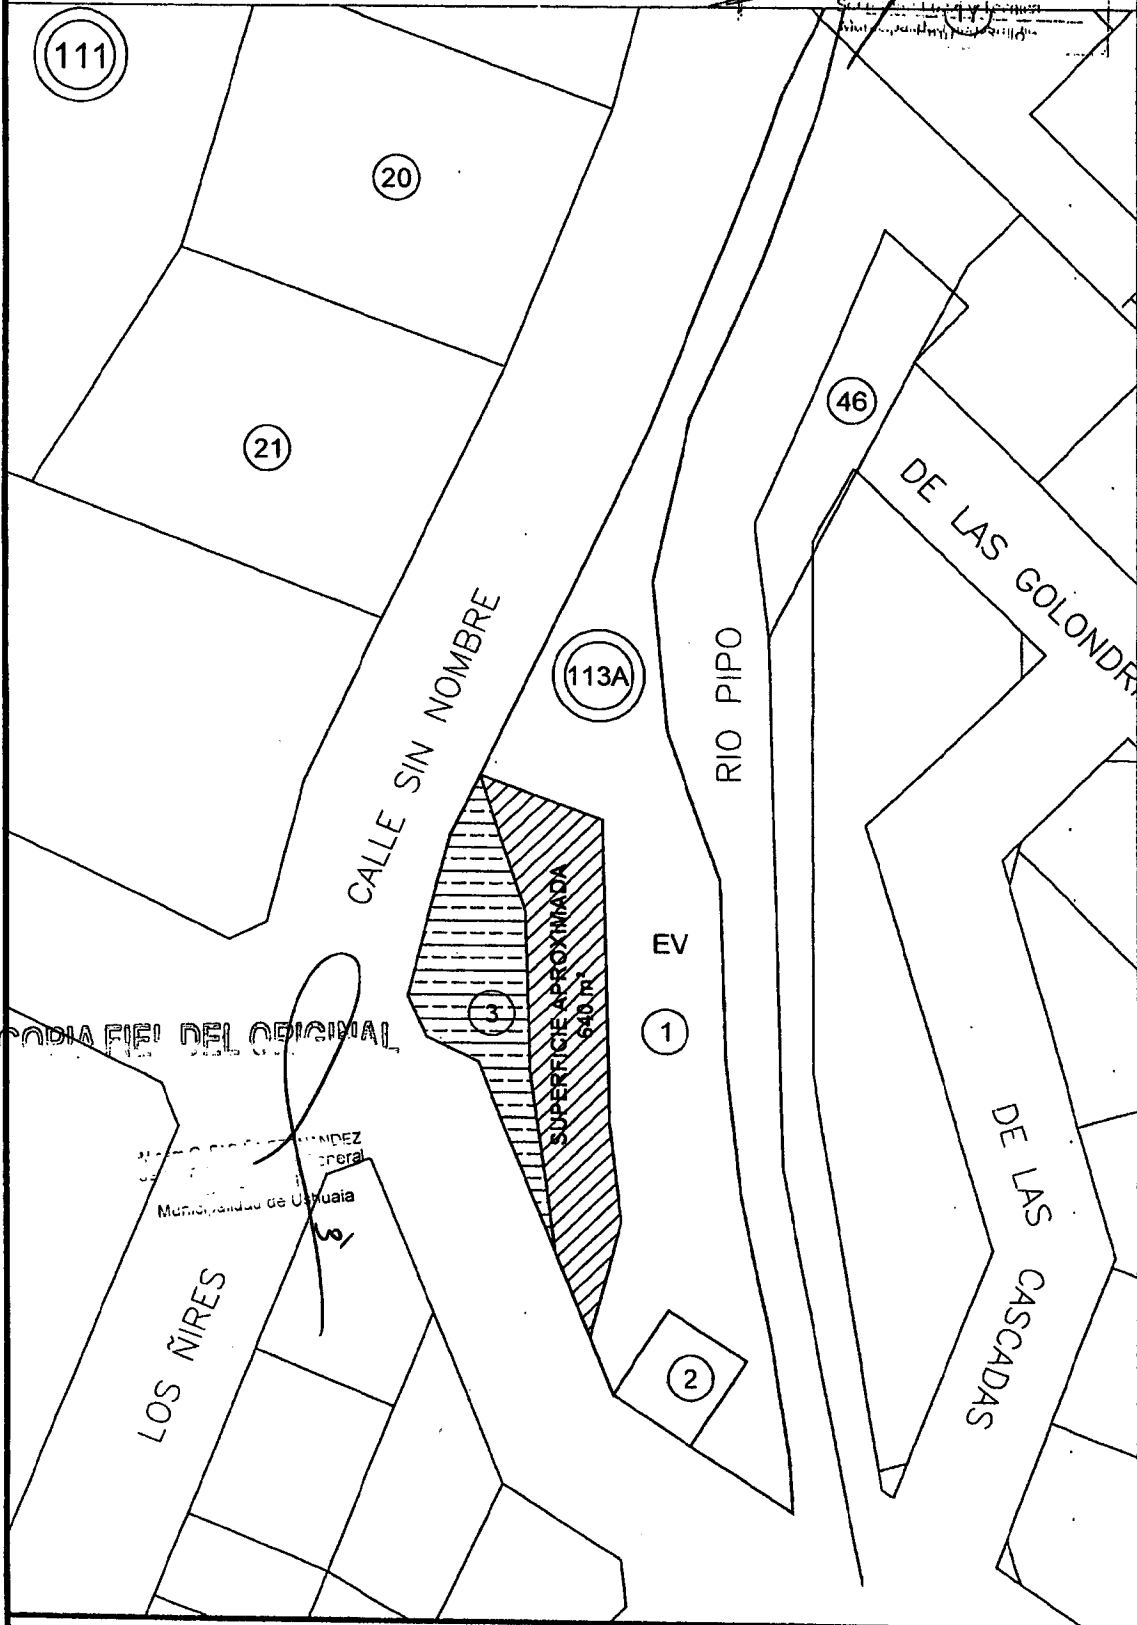 111
20
21
46
DE LAS GOLONDR
CALLE SIN NOMBRE
113A
RIO PIPO
SUPERFICIE APROXIMADA
640 m²
EV
3
1
COPIA FIEL DEL ORIGINAL
Municipalidad de Ushuaia
LOS ÑIRES
DE LAS CASCADAS
2